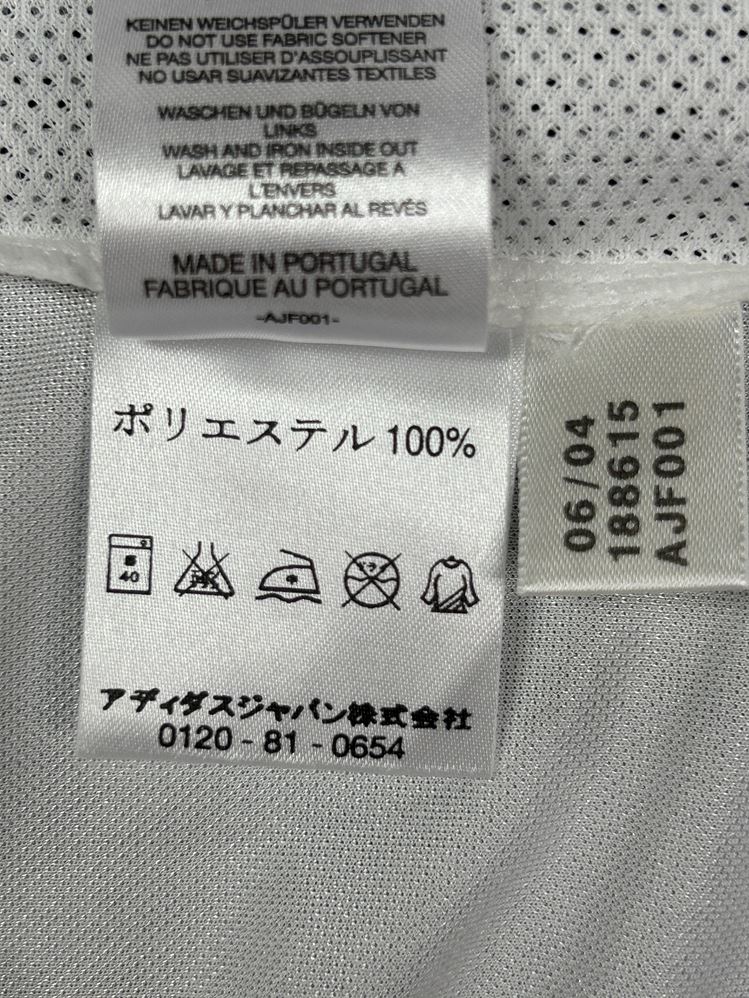 KEINEN WEICHSPÜLER VERWENDEN
DO NOT USE FABRIC SOFTENER
NE PAS UTILISER D'ASSOUPLISSANT
NO USAR SUAVIZANTES TEXTILES
WASCHEN UND BÜGELN VON
LINKS
WASH AND IRON INSIDE OUT
LAVAGE ET REPASSAGE A
L'ENVERS
LAVAR Y PLANCHAR AL REVÉS
MADE IN PORTUGAL
FABRIQUE AU PORTUGAL
-AJF001-
ポリエステル 100%
40
アディダスジャパン株式会社
0120 - 81 - 0654
06/04
188615
AJF001